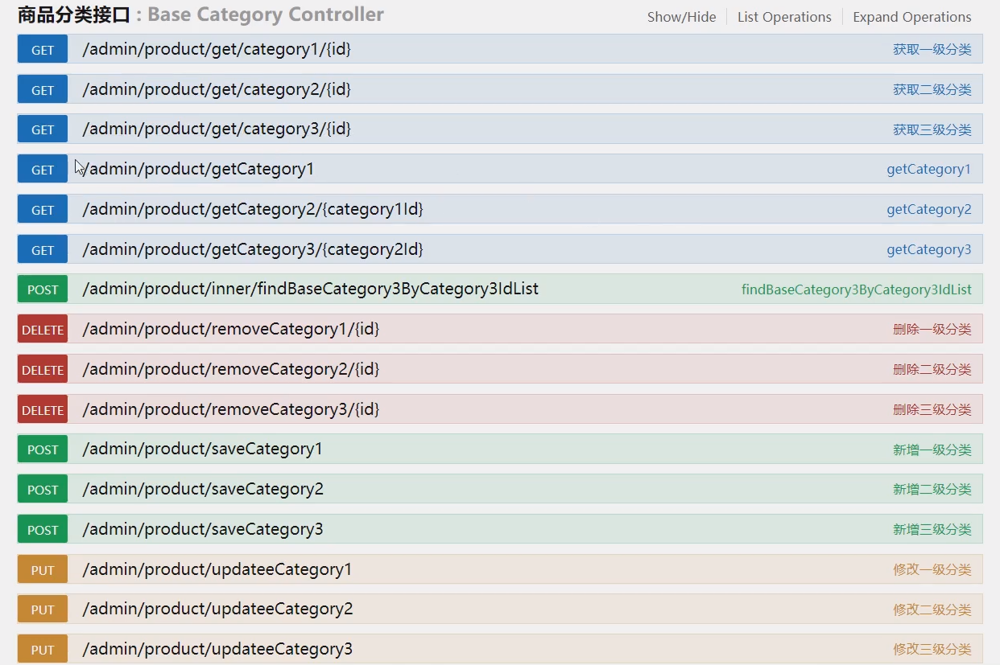 商品分类接口 : Base Category Controller Show/Hide List Operations Expand Operations
GET /admin/product/get/category1/{id} 获取一级分类
GET /admin/product/get/category2/{id} 获取二级分类
GET /admin/product/get/category3/{id} 获取三级分类
GET /admin/product/getCategory1 getCategory1
GET /admin/product/getCategory2/{category1Id} getCategory2
GET /admin/product/getCategory3/{category2Id} getCategory3
POST /admin/product/inner/findBaseCategory3ByCategory3IdList findBaseCategory3ByCategory3IdList
DELETE /admin/product/removeCategory1/{id} 删除一级分类
DELETE /admin/product/removeCategory2/{id} 删除二级分类
DELETE /admin/product/removeCategory3/{id} 删除三级分类
POST /admin/product/saveCategory1 新增一级分类
POST /admin/product/saveCategory2 新增二级分类
POST /admin/product/saveCategory3 新增三级分类
PUT /admin/product/updateeCategory1 修改一级分类
PUT /admin/product/updateeCategory2 修改二级分类
PUT /admin/product/updateeCategory3 修改三级分类